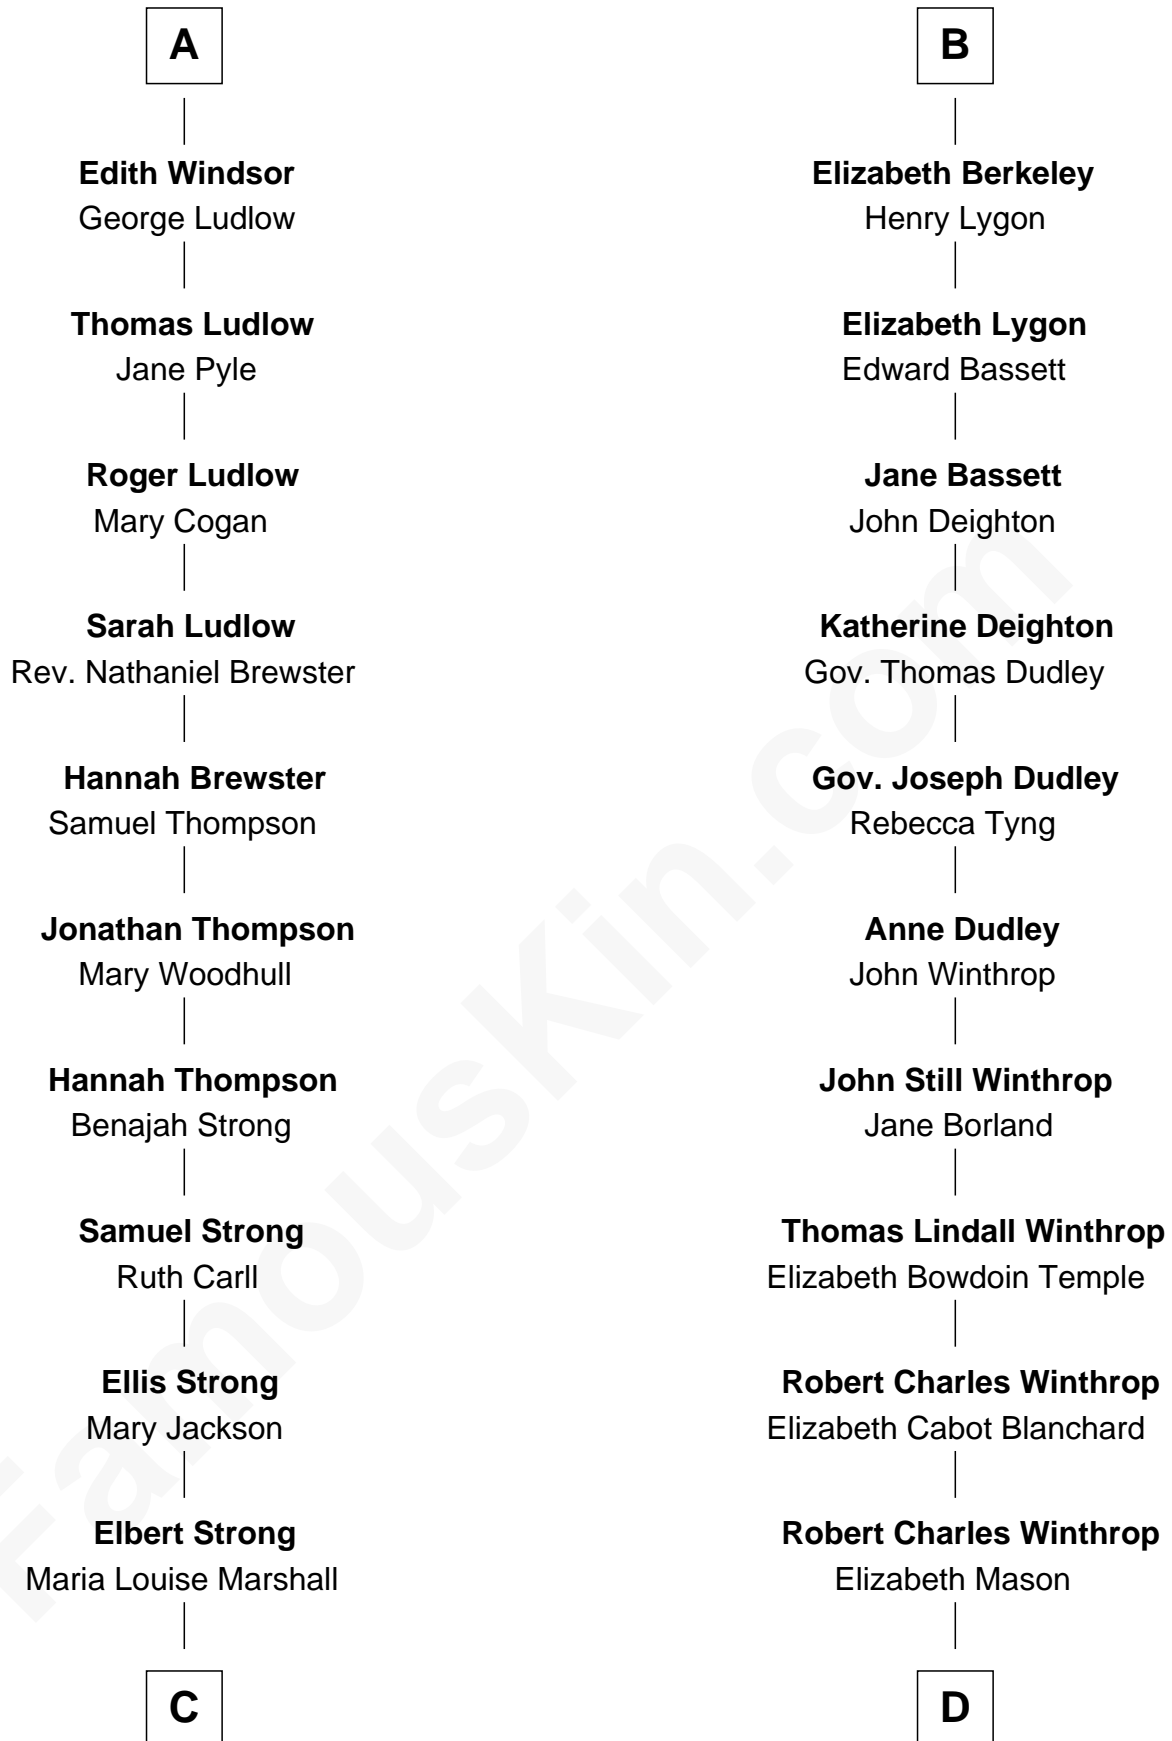 A
Edith Windsor
George Ludlow
Thomas Ludlow
Jane Pyle
Roger Ludlow
Mary Cogan
Sarah Ludlow
Rev. Nathaniel Brewster
Hannah Brewster
Samuel Thompson
Jonathan Thompson
Mary Woodhull
Hannah Thompson
Benajah Strong
Samuel Strong
Ruth Carll
Ellis Strong
Mary Jackson
Elbert Strong
Maria Louise Marshall
C
B
Elizabeth Berkeley
Henry Lygon
Elizabeth Lygon
Edward Bassett
Jane Bassett
John Deighton
Katherine Deighton
Gov. Thomas Dudley
Gov. Joseph Dudley
Rebecca Tyng
Anne Dudley
John Winthrop
John Still Winthrop
Jane Borland
Thomas Lindall Winthrop
Elizabeth Bowdoin Temple
Robert Charles Winthrop
Elizabeth Cabot Blanchard
Robert Charles Winthrop
Elizabeth Mason
D
FamousKin.com